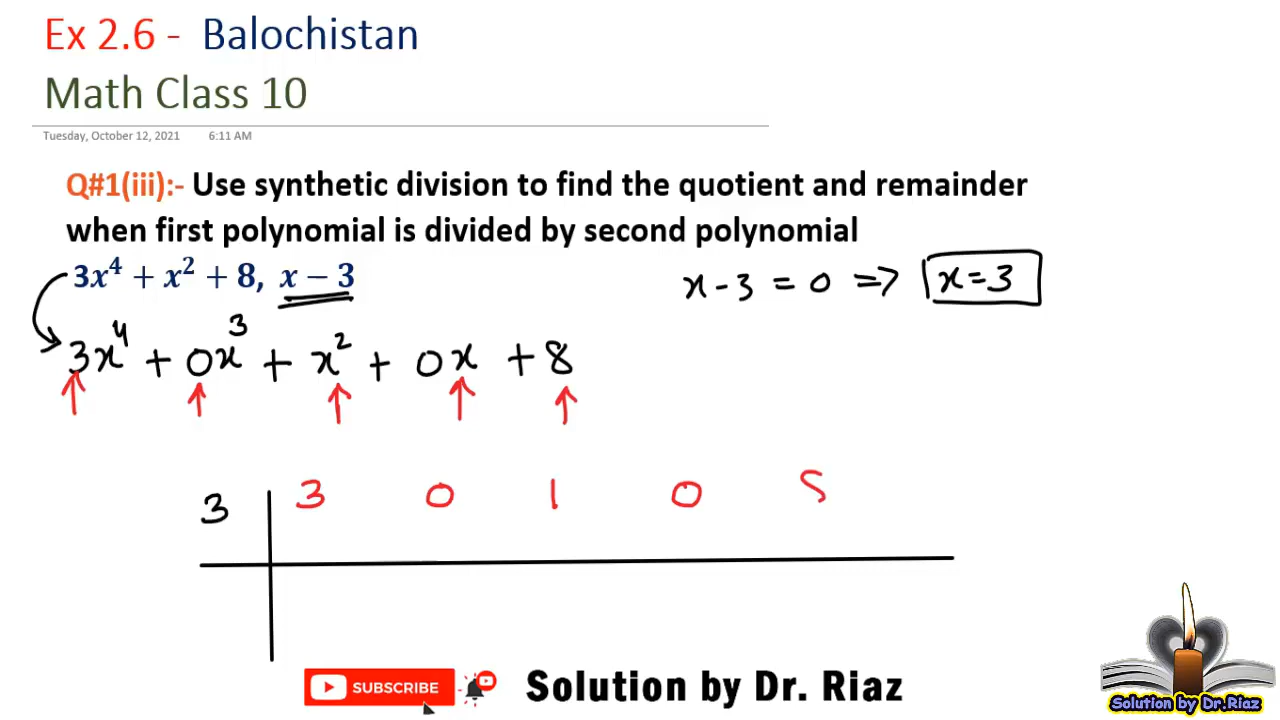 Ex 2.6 - Balochistan
Math Class 10
Tuesday, October 12, 2021 6:11 AM
Q#1(iii):- Use synthetic division to find the quotient and remainder
when first polynomial is divided by second polynomial
3x⁴ + x² + 8, x − 3
x - 3 = 0 => x = 3
3x⁴ + 0x³ + x² + 0x + 8
3 3 0 1 0
SUBSCRIBE
Solution by Dr. Riaz
Solution by Dr.Riaz